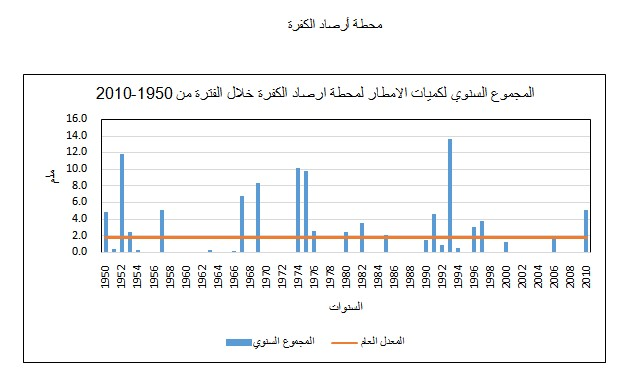 محطة أرصاد الكفرة
المجموع السنوي لكميات الامطار لمحطة ارصاد الكفرة خلال الفترة من 1950-2010
ملم
16.0
14.0
12.0
10.0
8.0
6.0
4.0
2.0
0.0
1950 1952 1954 1956 1958 1960 1962 1964 1966 1968 1970 1972 1974 1976 1978 1980 1982 1984 1986 1988 1990 1992 1994 1996 1998 2000 2002 2004 2006 2008 2010
السنوات
المجموع السنوي المعدل العام